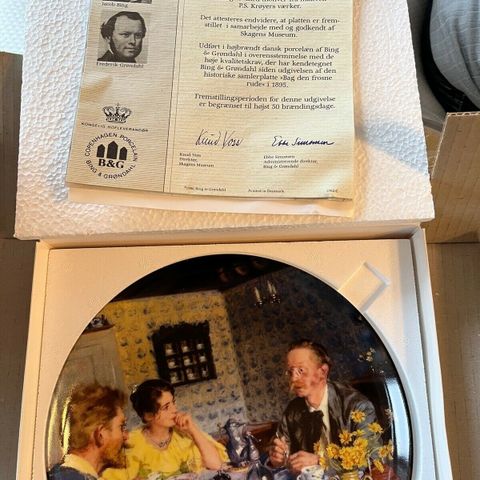 Jacob Bing
P.S. Krøyers værker.
Det attesteres endvidere, at platten er frem-
stillet i samarbejde med og godkendt af
Skagens Museum.
Frederik Grøndahl
Udført i højbrændt dansk porcelæn af Bing
& Grøndahl i overensstemmelse med de
høje kvalitetskrav, der har kendetegnet
Bing & Grøndahl siden udgivelsen af den
historiske samlerplatte »Bag den frosne
rude« i 1895.
Fremstillingsperioden for denne udgivelse
er begrænset til højst 50 brændingsdage.
KONGELIG HOFLEVERANDØR
COPENHAGEN PORCELAIN
B&G
BING & GRØNDAHL
Knud Voss
Direktør,
Skagens Museum
Ebbe Simonsen
Administrerende direktør,
Bing & Grøndahl